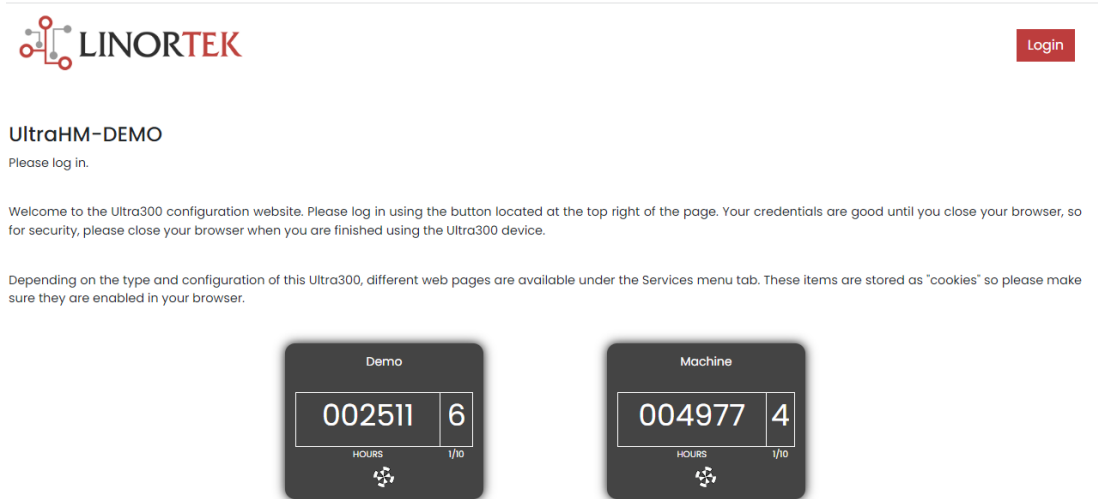 LINORTEK
Login
UltraHM-DEMO
Please log in.
Welcome to the Ultra300 configuration website. Please log in using the button located at the top right of the page. Your credentials are good until you close your browser, so
for security, please close your browser when you are finished using the Ultra300 device.
Depending on the type and configuration of this Ultra300, different web pages are available under the Services menu tab. These items are stored as "cookies" so please make
sure they are enabled in your browser.
Demo
002511 6
HOURS 1/10
Machine
004977 4
HOURS 1/10